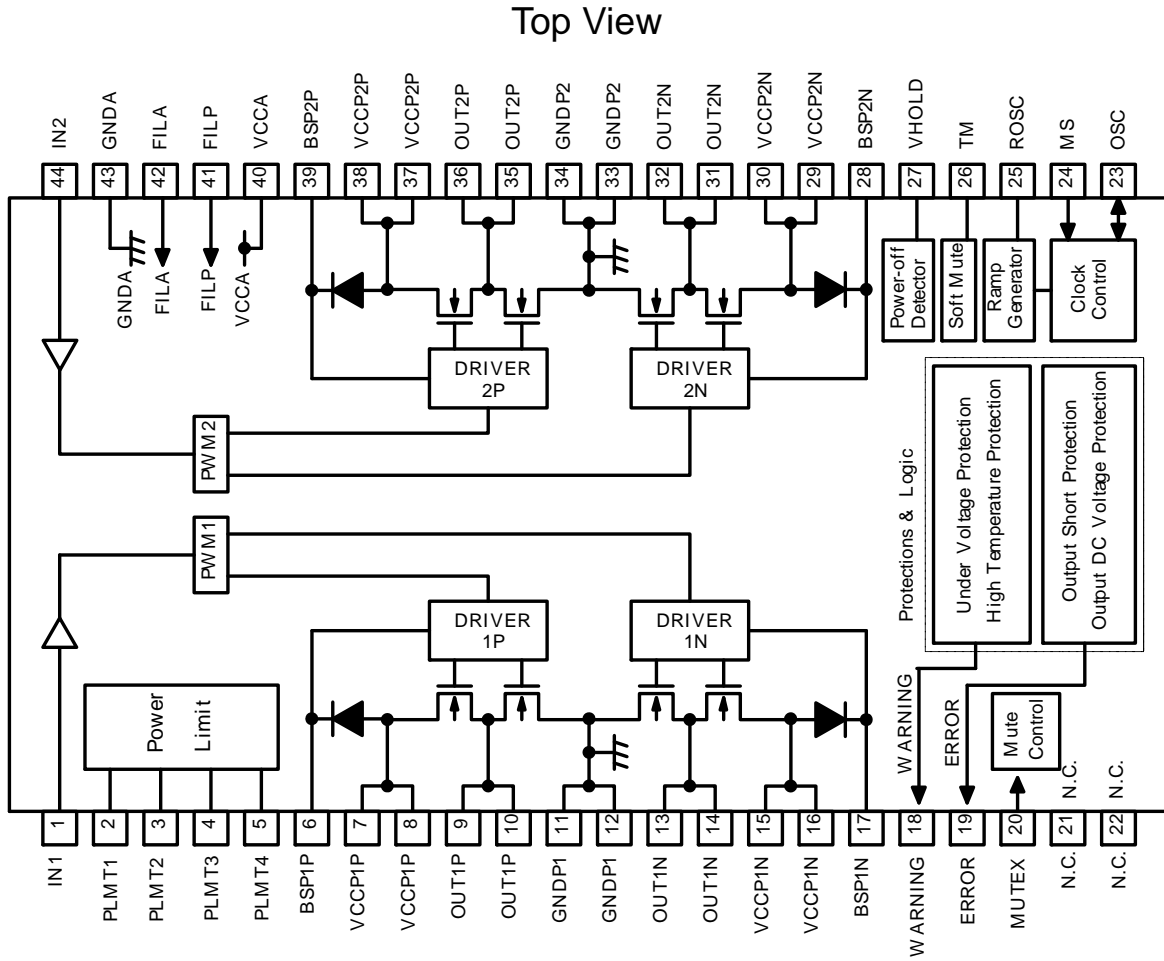 Top View
IN2
GNDA
FILA
FILP
VCCA
BSP2P
VCCP2P
VCCP2P
OUT2P
OUT2P
GNDP2
GNDP2
OUT2N
OUT2N
VCCP2N
VCCP2N
BSP2N
VHOLD
TM
ROSC
MS
OSC
44
43
42
41
40
39
38
37
36
35
34
33
32
31
30
29
28
27
26
25
24
23
GNDA
FILA
FILP
VCCA
Power-off
Detector
Soft Mute
Ramp
Generator
Clock
Control
DRIVER
2P
DRIVER
2N
PWM2
PWM1
Protections & Logic
Under Voltage Protection
High Temperature Protection
Output Short Protection
Output DC Voltage Protection
DRIVER
1P
DRIVER
1N
Power
Limit
WARNING
ERROR
Mute
Control
N.C.
N.C.
1
2
3
4
5
6
7
8
9
10
11
12
13
14
15
16
17
18
19
20
21
22
IN1
PLMT1
PLMT2
PLMT3
PLMT4
BSP1P
VCCP1P
VCCP1P
OUT1P
OUT1P
GNDP1
GNDP1
OUT1N
OUT1N
VCCP1N
VCCP1N
BSP1N
WARNING
ERROR
MUTEX
N.C.
N.C.